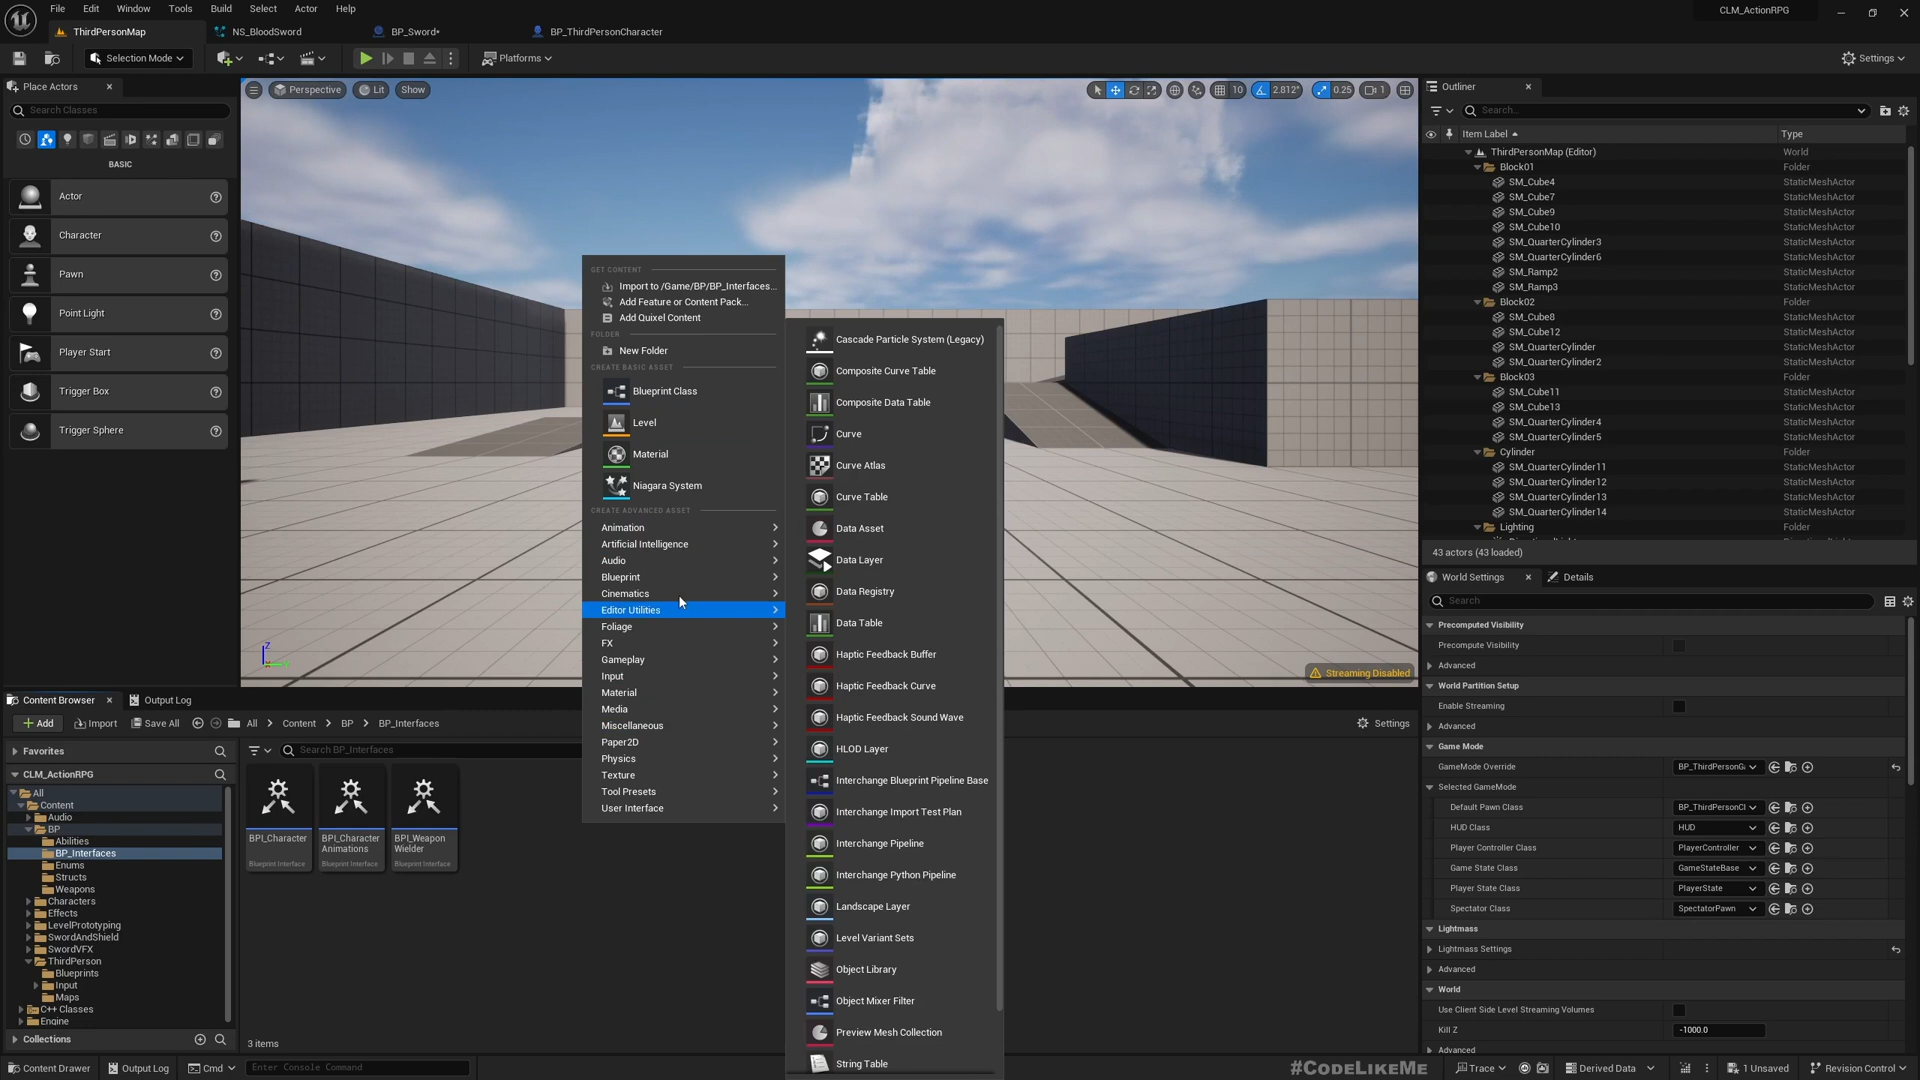 File
Edit
Window
Tools
Build
Select
Actor
Help
CLM_ActionRPG
ThirdPersonMap
NS_BloodSword
BP_Sword*
BP_ThirdPersonCharacter
Selection Mode
Platforms
Settings
Place Actors
Search Classes
BASIC
Actor
Character
Pawn
Point Light
Player Start
Trigger Box
Trigger Sphere
Perspective
Lit
Show
10
2.812°
0.25
1
Z
Streaming Disabled
GET CONTENT
Import to /Game/BP/BP_Interfaces...
Add Feature or Content Pack...
Add Quixel Content
FOLDER
New Folder
CREATE BASIC ASSET
Blueprint Class
Level
Material
Niagara System
CREATE ADVANCED ASSET
Animation
Artificial Intelligence
Audio
Blueprint
Cinematics
Editor Utilities
Foliage
FX
Gameplay
Input
Material
Media
Miscellaneous
Paper2D
Physics
Texture
Tool Presets
User Interface
Cascade Particle System (Legacy)
Composite Curve Table
Composite Data Table
Curve
Curve Atlas
Curve Table
Data Asset
Data Layer
Data Registry
Data Table
Haptic Feedback Buffer
Haptic Feedback Curve
Haptic Feedback Sound Wave
HLOD Layer
Interchange Blueprint Pipeline Base
Interchange Import Test Plan
Interchange Pipeline
Interchange Python Pipeline
Landscape Layer
Level Variant Sets
Object Library
Object Mixer Filter
Preview Mesh Collection
String Table
Outliner
Search...
Item Label
Type
ThirdPersonMap (Editor) World
Block01 Folder
SM_Cube4 StaticMeshActor
SM_Cube7 StaticMeshActor
SM_Cube9 StaticMeshActor
SM_Cube10 StaticMeshActor
SM_QuarterCylinder3 StaticMeshActor
SM_QuarterCylinder6 StaticMeshActor
SM_Ramp2 StaticMeshActor
SM_Ramp3 StaticMeshActor
Block02 Folder
SM_Cube8 StaticMeshActor
SM_Cube12 StaticMeshActor
SM_QuarterCylinder StaticMeshActor
SM_QuarterCylinder2 StaticMeshActor
Block03 Folder
SM_Cube11 StaticMeshActor
SM_Cube13 StaticMeshActor
SM_QuarterCylinder4 StaticMeshActor
SM_QuarterCylinder5 StaticMeshActor
Cylinder Folder
SM_QuarterCylinder11 StaticMeshActor
SM_QuarterCylinder12 StaticMeshActor
SM_QuarterCylinder13 StaticMeshActor
SM_QuarterCylinder14 StaticMeshActor
Lighting Folder
43 actors (43 loaded)
World Settings
Details
Search
Precomputed Visibility
Precompute Visibility
Advanced
World Partition Setup
Enable Streaming
Advanced
Game Mode
GameMode Override BP_ThirdPersonG
Selected GameMode
Default Pawn Class BP_ThirdPersonCl
HUD Class HUD
Player Controller Class PlayerController
Game State Class GameStateBase
Player State Class PlayerState
Spectator Class SpectatorPawn
Lightmass
Lightmass Settings
Advanced
World
Use Client Side Level Streaming Volumes
Kill Z -1000.0
Advanced
Content Browser
Output Log
Add
Import
Save All
All
Content
BP
BP_Interfaces
Settings
Favorites
Search BP_Interfaces
CLM_ActionRPG
All
Content
Audio
BP
Abilities
BP_Interfaces
Enums
Structs
Weapons
Characters
Effects
LevelPrototyping
SwordAndShield
SwordVFX
ThirdPerson
Blueprints
Input
Maps
C++ Classes
Engine
Collections
BPI_Character
Blueprint Interface
BPI_Character
Animations
Blueprint Interface
BPI_Weapon
Wielder
Blueprint Interface
3 items
Content Drawer
Output Log
Cmd
Enter Console Command
#CodeLikeMe
Trace
Derived Data
1 Unsaved
Revision Control